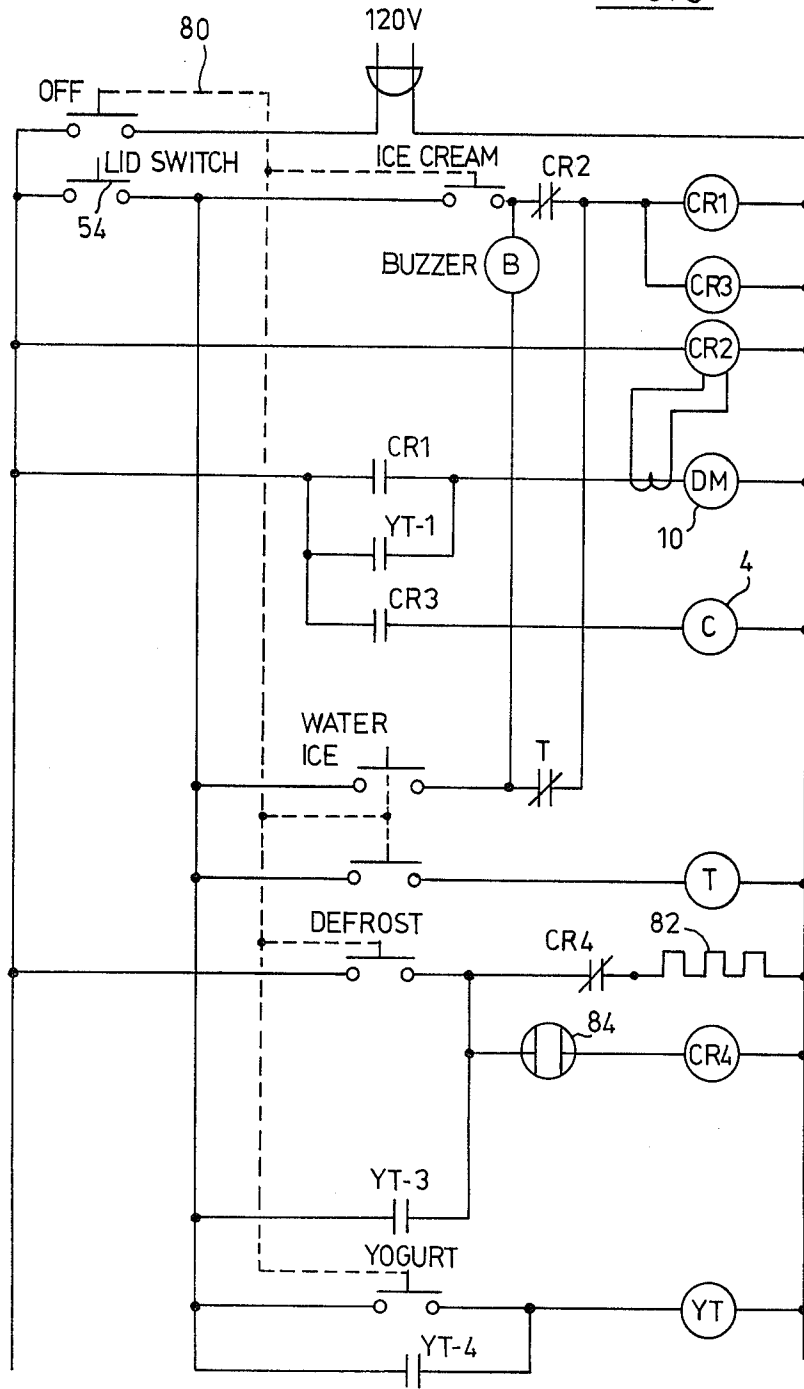 120V
80
OFF
LID SWITCH
54
ICE CREAM
CR2
CR1
BUZZER
B
CR3
CR2
CR1
DM
10
YT-1
4
CR3
C
WATER
ICE
T
T
DEFROST
CR4
82
84
CR4
YT-3
YOGURT
YT
YT-4